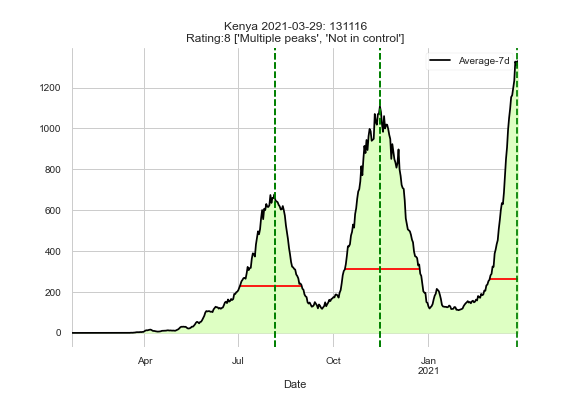 Kenya 2021-03-29: 131116
Rating:8 ['Multiple peaks', 'Not in control']
Average-7d
1200
1000
800
600
400
200
0
Apr
Jul
Oct
Jan
2021
Date